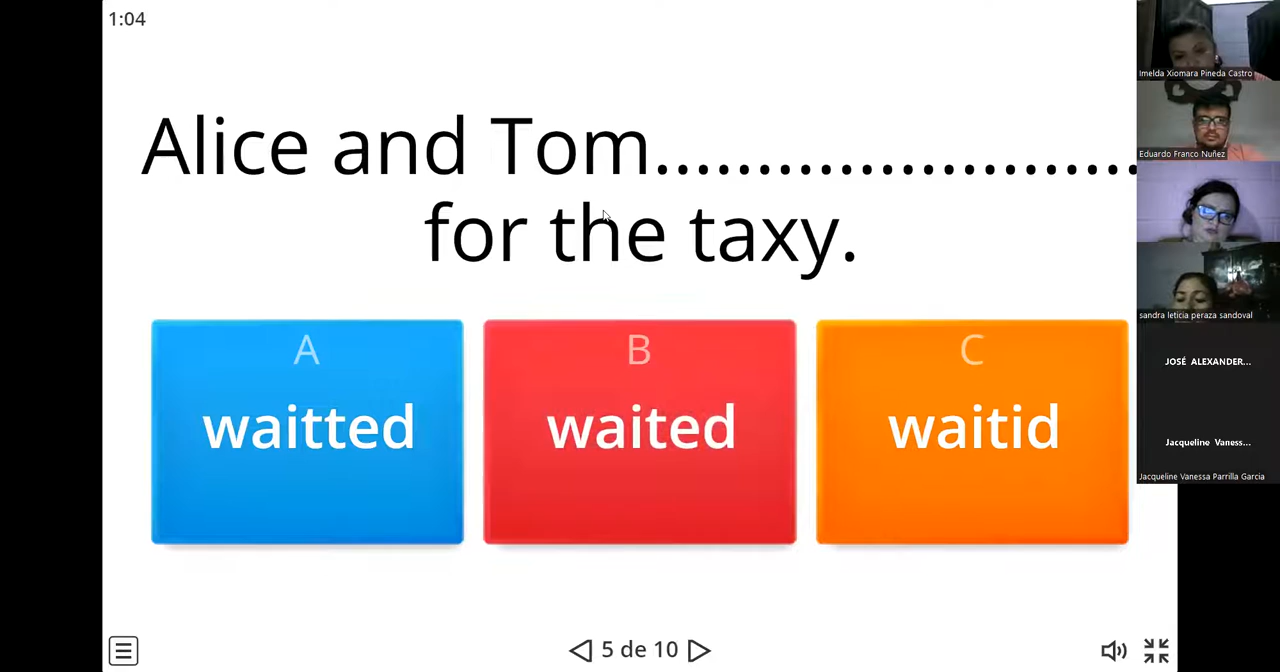 1:04
Alice and Tom.......................
for the taxy.
A
waitted
B
waited
C
waitid
5 de 10
Imelda Xiomara Pineda Castro
Eduardo Franco Nuñez
sandra leticia peraza sandoval
JOSÉ ALEXANDER...
Jacqueline Vaness...
Jacqueline Vanessa Parrilla Garcia